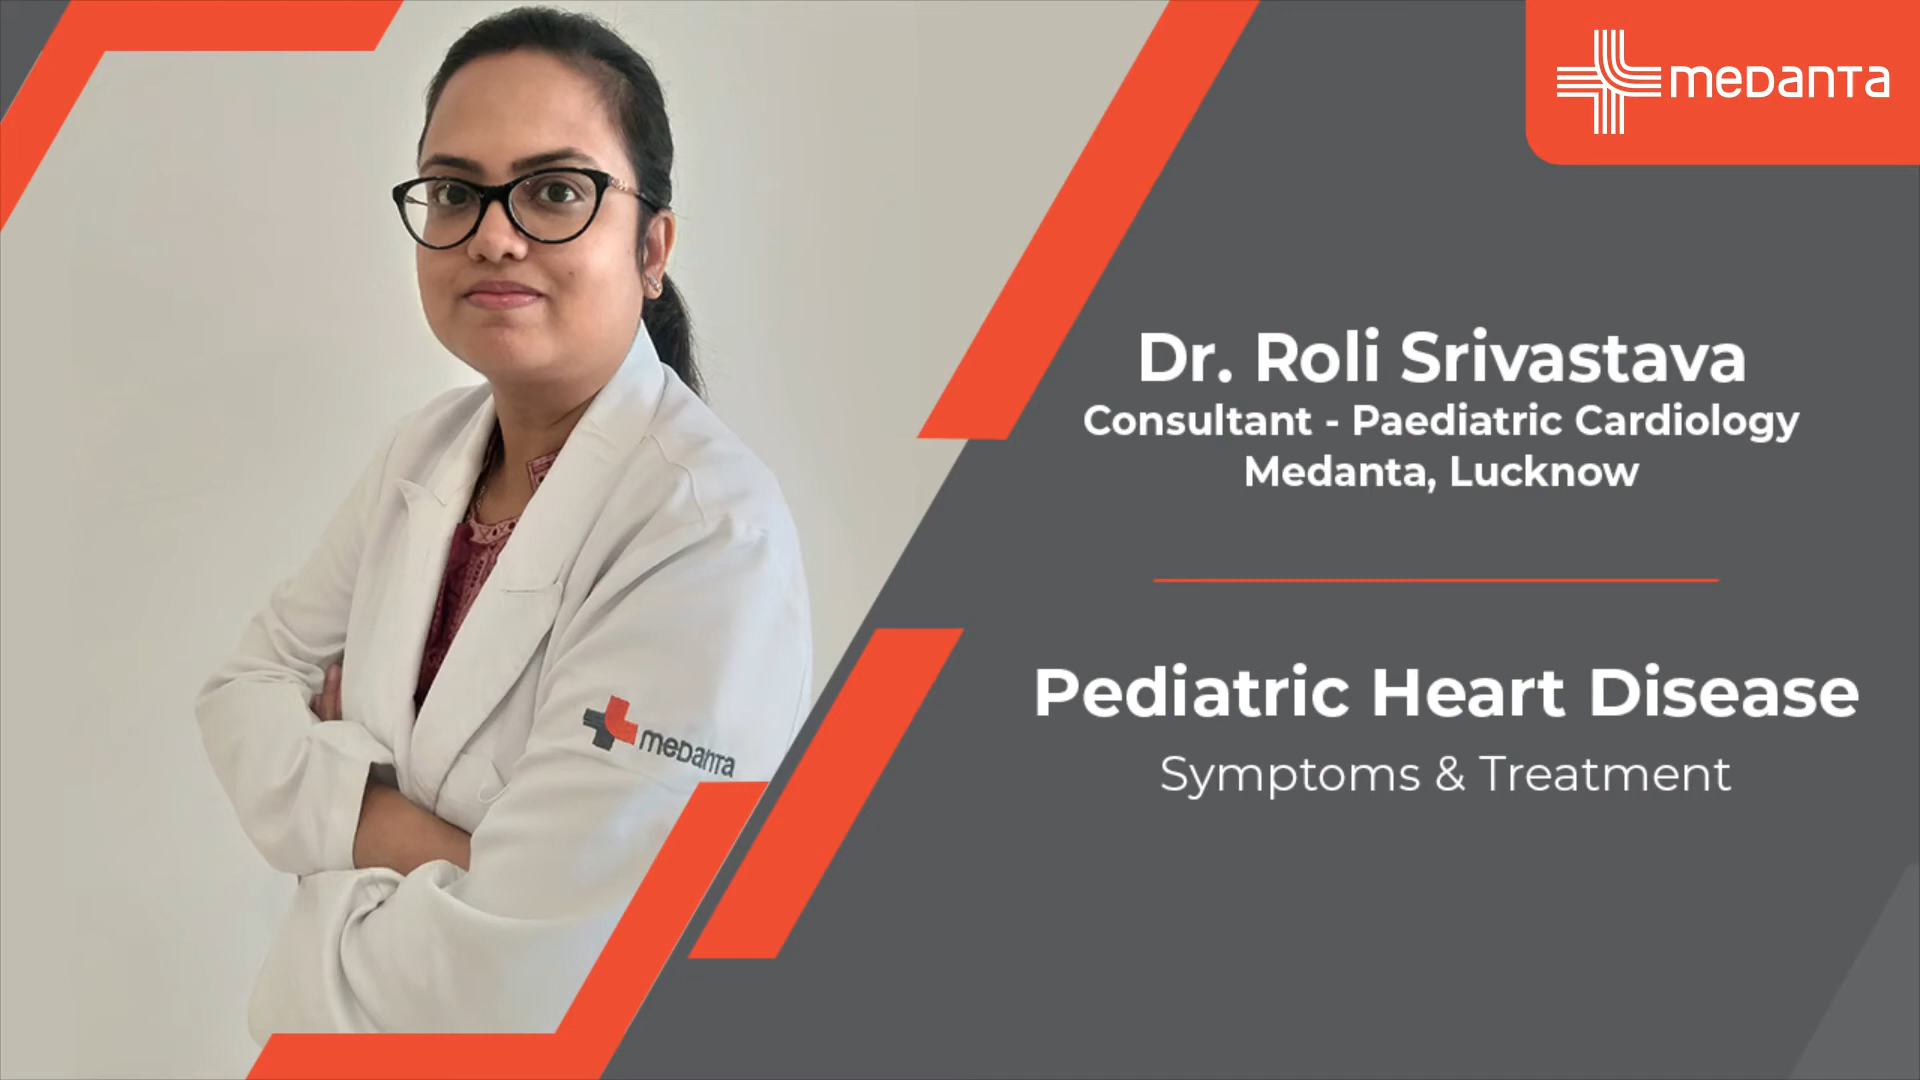 medanta
Dr. Roli Srivastava
Consultant - Paediatric Cardiology
Medanta, Lucknow
Pediatric Heart Disease
Symptoms & Treatment
medanta